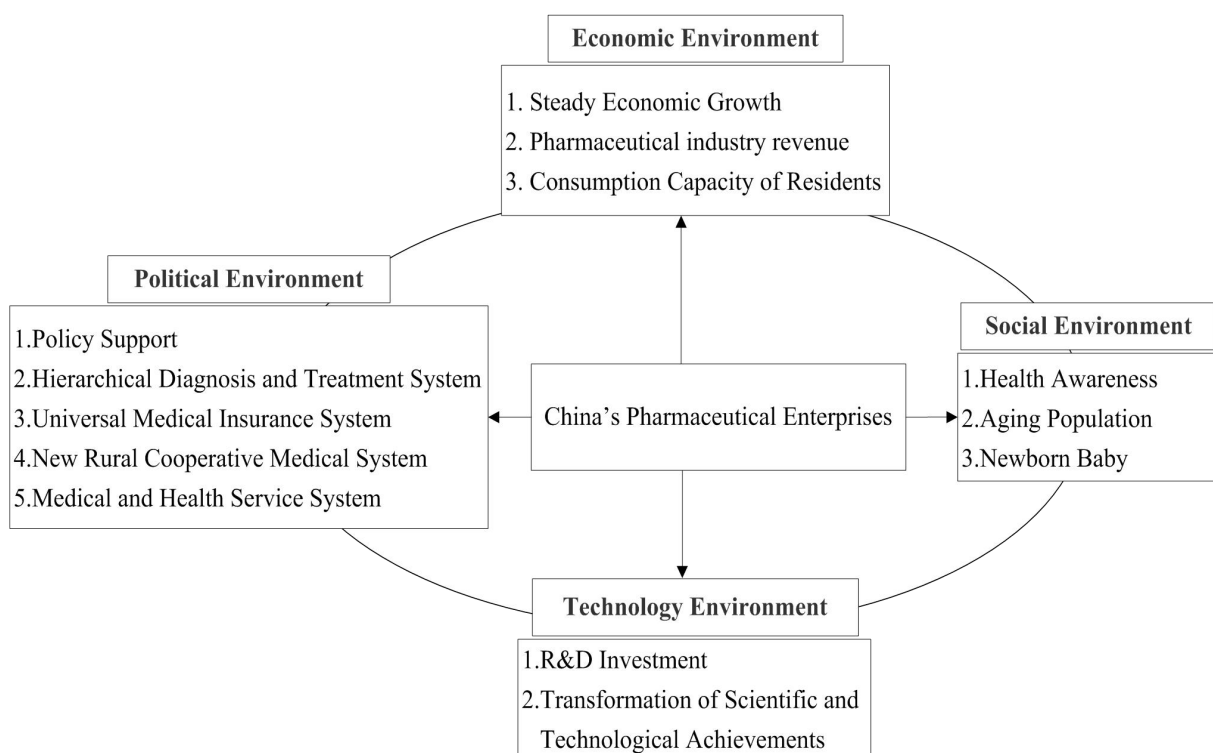 Economic Environment
1. Steady Economic Growth
2. Pharmaceutical industry revenue
3. Consumption Capacity of Residents
Political Environment
1.Policy Support
2.Hierarchical Diagnosis and Treatment System
3.Universal Medical Insurance System
4.New Rural Cooperative Medical System
5.Medical and Health Service System
China's Pharmaceutical Enterprises
Social Environment
1.Health Awareness
2.Aging Population
3.Newborn Baby
Technology Environment
1.R&D Investment
2.Transformation of Scientific and
Technological Achievements